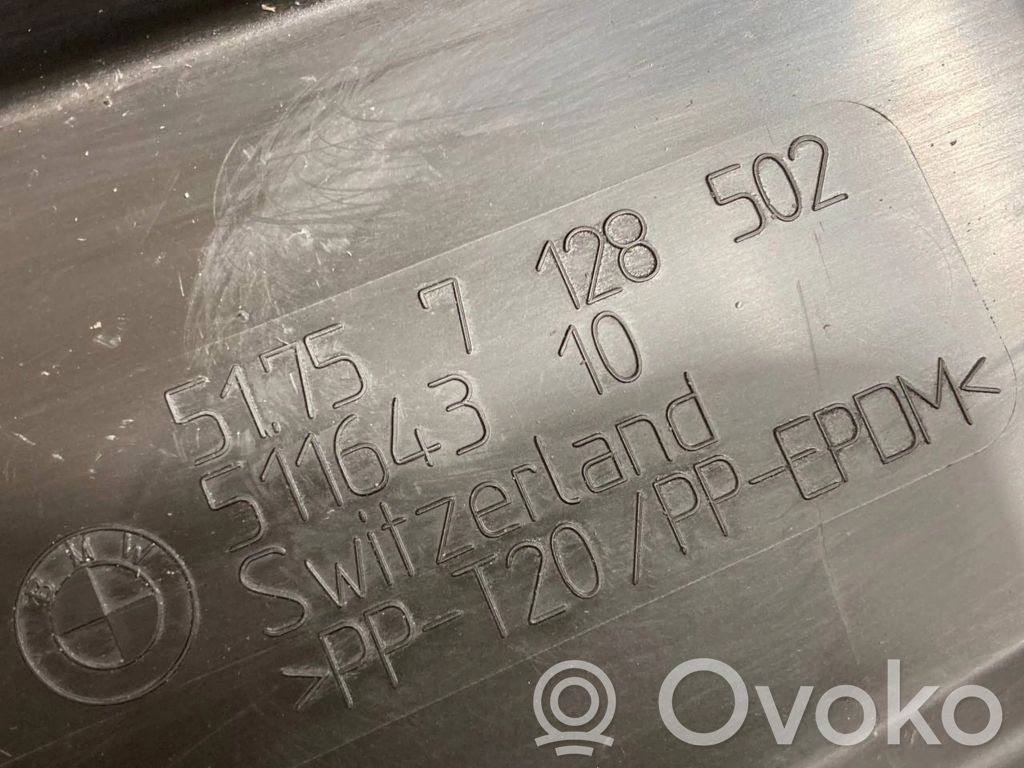 51.75 7 128 502
511643 10
Switzerland
>PP-T20/PP-EPDM<
BMW
Ovoko